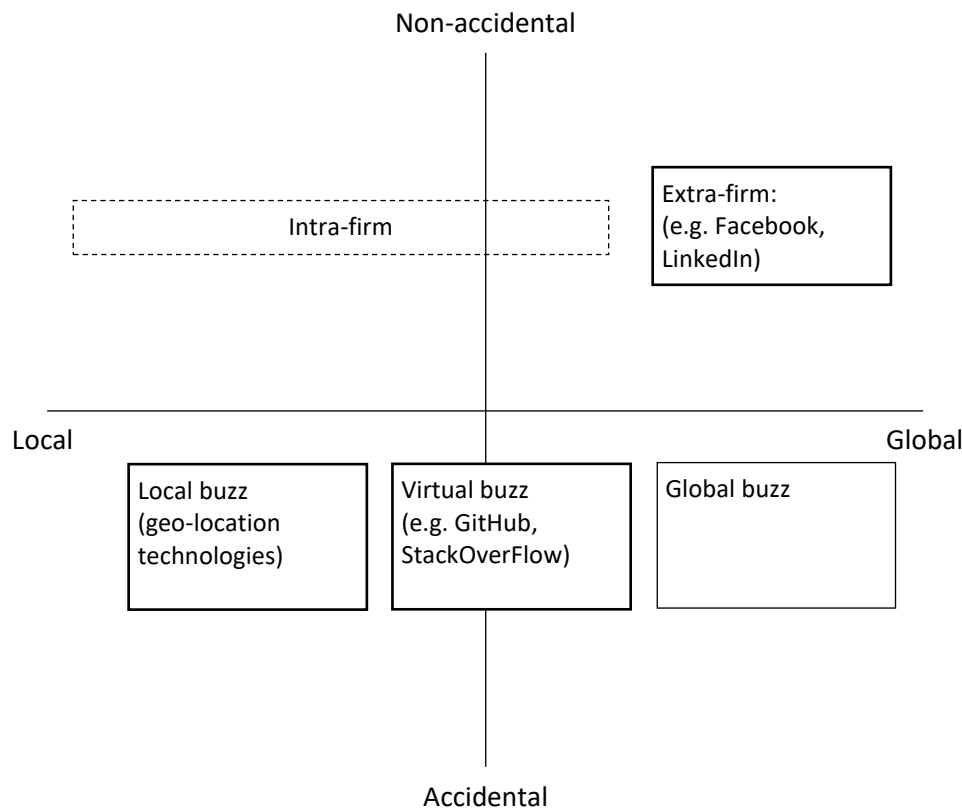 Non-accidental
Extra-firm:
(e.g. Facebook,
LinkedIn)
Intra-firm
Local
Global
Local buzz
(geo-location
technologies)
Virtual buzz
(e.g. GitHub,
StackOverFlow)
Global buzz
Accidental